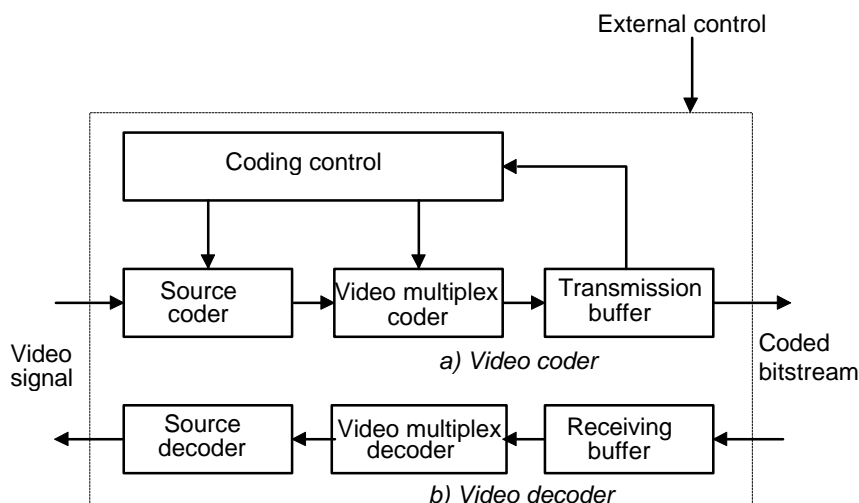 External control
Coding control
Source
coder
Video multiplex
coder
Transmission
buffer
a) Video coder
Video
signal
Coded
bitstream
Source
decoder
Video multiplex
decoder
Receiving
buffer
b) Video decoder